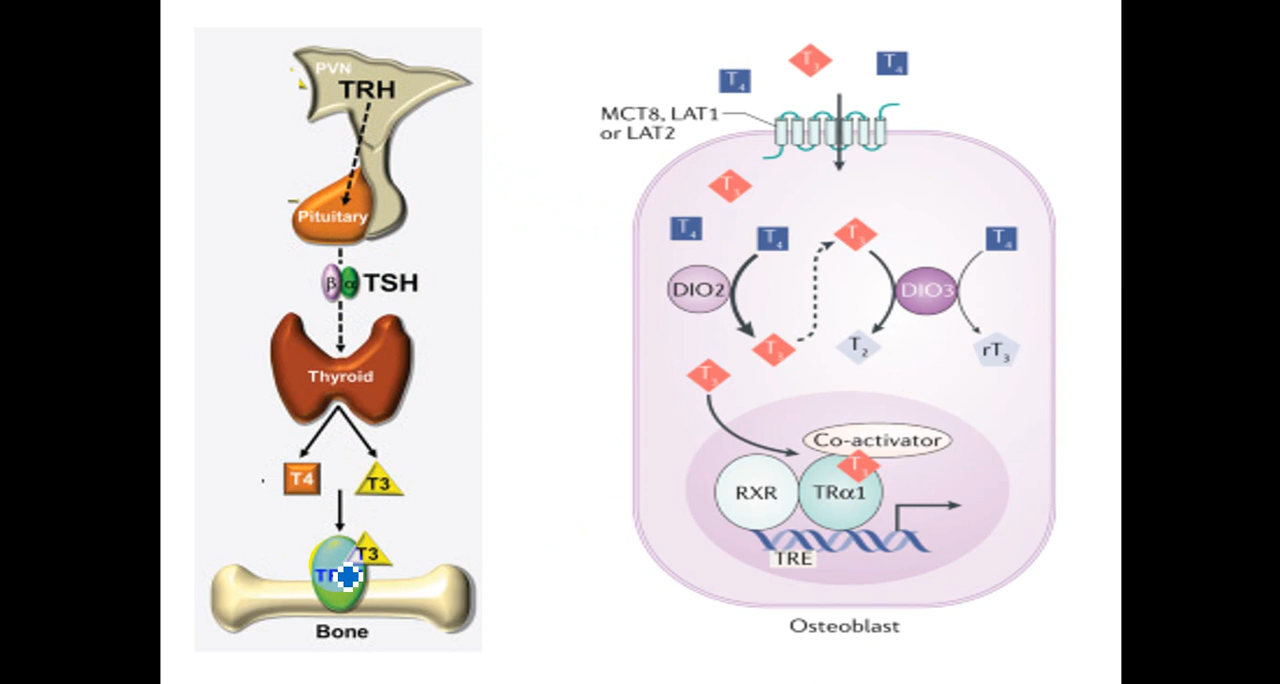 PVN
TRH
Pituitary
β α TSH
Thyroid
T4
T3
T3
Bone
T4
T3
T4
MCT8, LAT1
or LAT2
T3
T4
T4
T3
T4
DIO2
DIO3
T3
T2
rT3
T3
Co-activator
T3
RXR
TRα1
TRE
Osteoblast